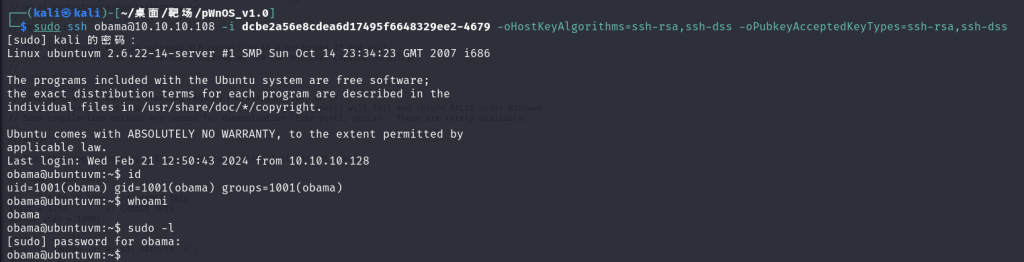 ┌──(kali㉿kali)-[~/桌面/靶场/pWnOS_v1.0]
└─$ sudo ssh obama@10.10.10.108 -i dcbe2a56e8cdea6d17495f6648329ee2-4679 -oHostKeyAlgorithms=ssh-rsa,ssh-dss -oPubkeyAcceptedKeyTypes=ssh-rsa,ssh-dss
[sudo] kali 的密码：
Linux ubuntuvm 2.6.22-14-server #1 SMP Sun Oct 14 23:34:23 GMT 2007 i686
The programs included with the Ubuntu system are free software;
the exact distribution terms for each program are described in the
individual files in /usr/share/doc/*/copyright.
Ubuntu comes with ABSOLUTELY NO WARRANTY, to the extent permitted by
applicable law.
Last login: Wed Feb 21 12:50:43 2024 from 10.10.10.128
obama@ubuntuvm:~$ id
uid=1001(obama) gid=1001(obama) groups=1001(obama)
obama@ubuntuvm:~$ whoami
obama
obama@ubuntuvm:~$ sudo -l
[sudo] password for obama:
obama@ubuntuvm:~$